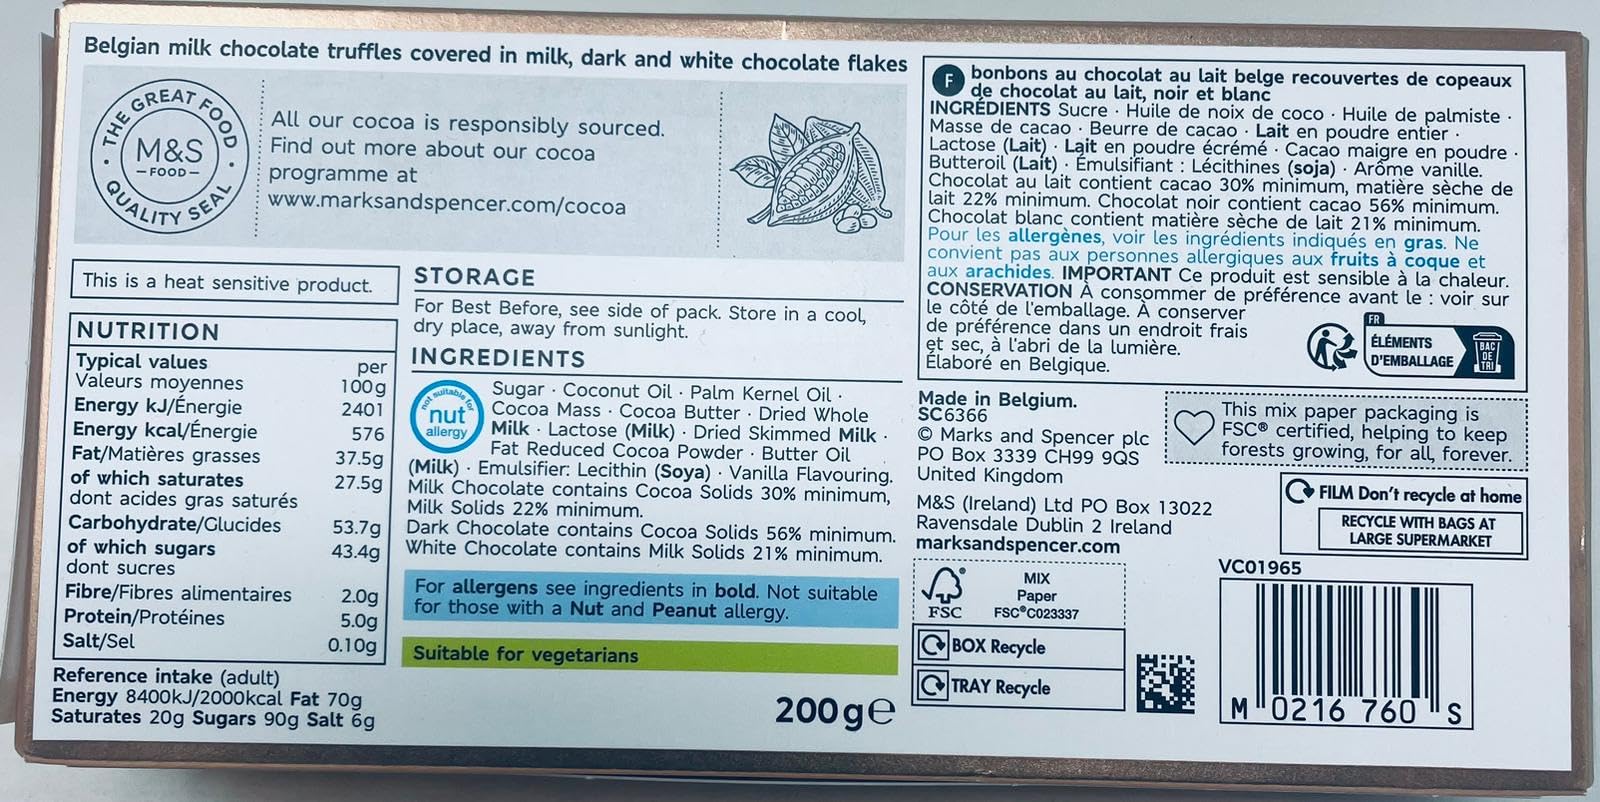 Belgian milk chocolate truffles covered in milk, dark and white chocolate flakes
THE GREAT FOOD
M&S
FOOD
QUALITY SEAL
All our cocoa is responsibly sourced.
Find out more about our cocoa
programme at
www.marksandspencer.com/cocoa
This is a heat sensitive product.
NUTRITION
Typical values per
Valeurs moyennes 100g
Energy kJ/Énergie 2401
Energy kcal/Énergie 576
Fat/Matières grasses 37.5g
of which saturates 27.5g
dont acides gras saturés
Carbohydrate/Glucides 53.7g
of which sugars 43.4g
dont sucres
Fibre/Fibres alimentaires 2.0g
Protein/Protéines 5.0g
Salt/Sel 0.10g
Reference intake (adult)
Energy 8400kJ/2000kcal Fat 70g
Saturates 20g Sugars 90g Salt 6g
STORAGE
For Best Before, see side of pack. Store in a cool,
dry place, away from sunlight.
INGREDIENTS
not suitable for
nut
allergy
Sugar · Coconut Oil · Palm Kernel Oil ·
Cocoa Mass · Cocoa Butter · Dried Whole
Milk · Lactose (Milk) · Dried Skimmed Milk ·
Fat Reduced Cocoa Powder · Butter Oil
(Milk) · Emulsifier: Lecithin (Soya) · Vanilla Flavouring.
Milk Chocolate contains Cocoa Solids 30% minimum,
Milk Solids 22% minimum.
Dark Chocolate contains Cocoa Solids 56% minimum.
White Chocolate contains Milk Solids 21% minimum.
For allergens see ingredients in bold. Not suitable
for those with a Nut and Peanut allergy.
Suitable for vegetarians
200g℮
F bonbons au chocolat au lait belge recouvertes de copeaux
de chocolat au lait, noir et blanc
INGRÉDIENTS Sucre · Huile de noix de coco · Huile de palmiste ·
Masse de cacao · Beurre de cacao · Lait en poudre entier ·
Lactose (Lait) · Lait en poudre écrémé · Cacao maigre en poudre ·
Butteroil (Lait) · Émulsifiant : Lécithines (soja) · Arôme vanille.
Chocolat au lait contient cacao 30% minimum, matière sèche de
lait 22% minimum. Chocolat noir contient cacao 56% minimum.
Chocolat blanc contient matière sèche de lait 21% minimum.
Pour les allergènes, voir les ingrédients indiqués en gras. Ne
convient pas aux personnes allergiques aux fruits à coque et
aux arachides. IMPORTANT Ce produit est sensible à la chaleur.
CONSERVATION À consommer de préférence avant le : voir sur
le côté de l'emballage. À conserver
de préférence dans un endroit frais
et sec, à l'abri de la lumière.
Élaboré en Belgique.
FR
ÉLÉMENTS
D'EMBALLAGE
BAC
DE
TRI
Made in Belgium.
SC6366
© Marks and Spencer plc
PO Box 3339 CH99 9QS
United Kingdom
M&S (Ireland) Ltd PO Box 13022
Ravensdale Dublin 2 Ireland
marksandspencer.com
This mix paper packaging is
FSC® certified, helping to keep
forests growing, for all, forever.
FILM Don't recycle at home
RECYCLE WITH BAGS AT
LARGE SUPERMARKET
FSC
MIX
Paper
FSC® C023337
BOX Recycle
TRAY Recycle
VC01965
M 0216 760 S